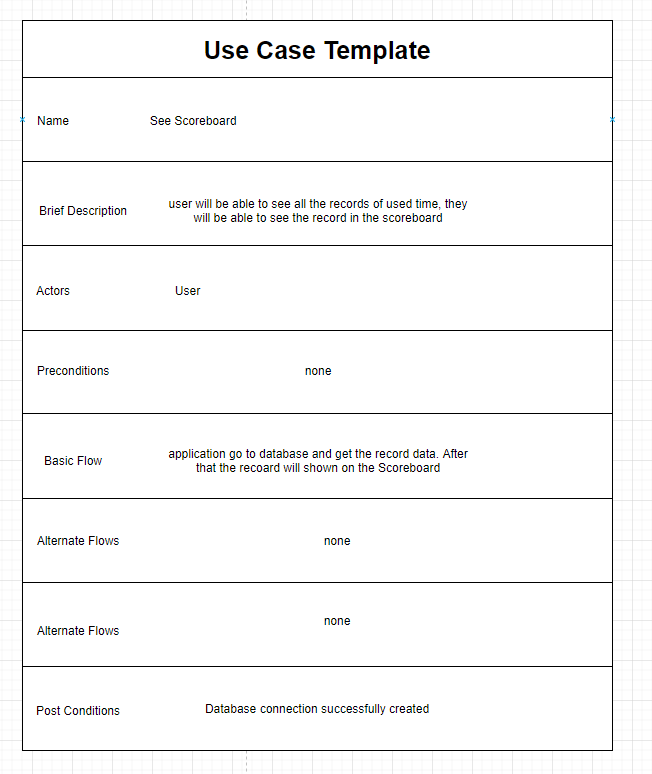 Use Case Template
Name See Scoreboard
Brief Description user will be able to see all the records of used time, they
will be able to see the record in the scoreboard
Actors User
Preconditions none
Basic Flow application go to database and get the record data. After
that the recoard will shown on the Scoreboard
Alternate Flows none
Alternate Flows none
Post Conditions Database connection successfully created